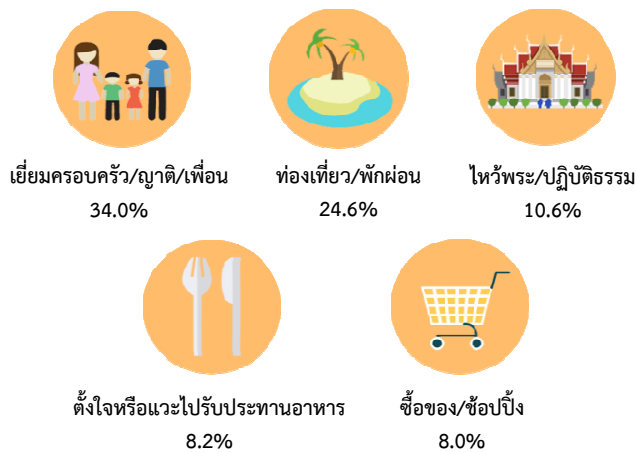 เยี่ยมครอบครัว/ญาติ/เพื่อน
34.0%
ท่องเที่ยว/พักผ่อน
24.6%
ไหว้พระ/ปฏิบัติธรรม
10.6%
ตั้งใจหรือแวะไปรับประทานอาหาร
8.2%
ซื้อของ/ช้อปปิ้ง
8.0%